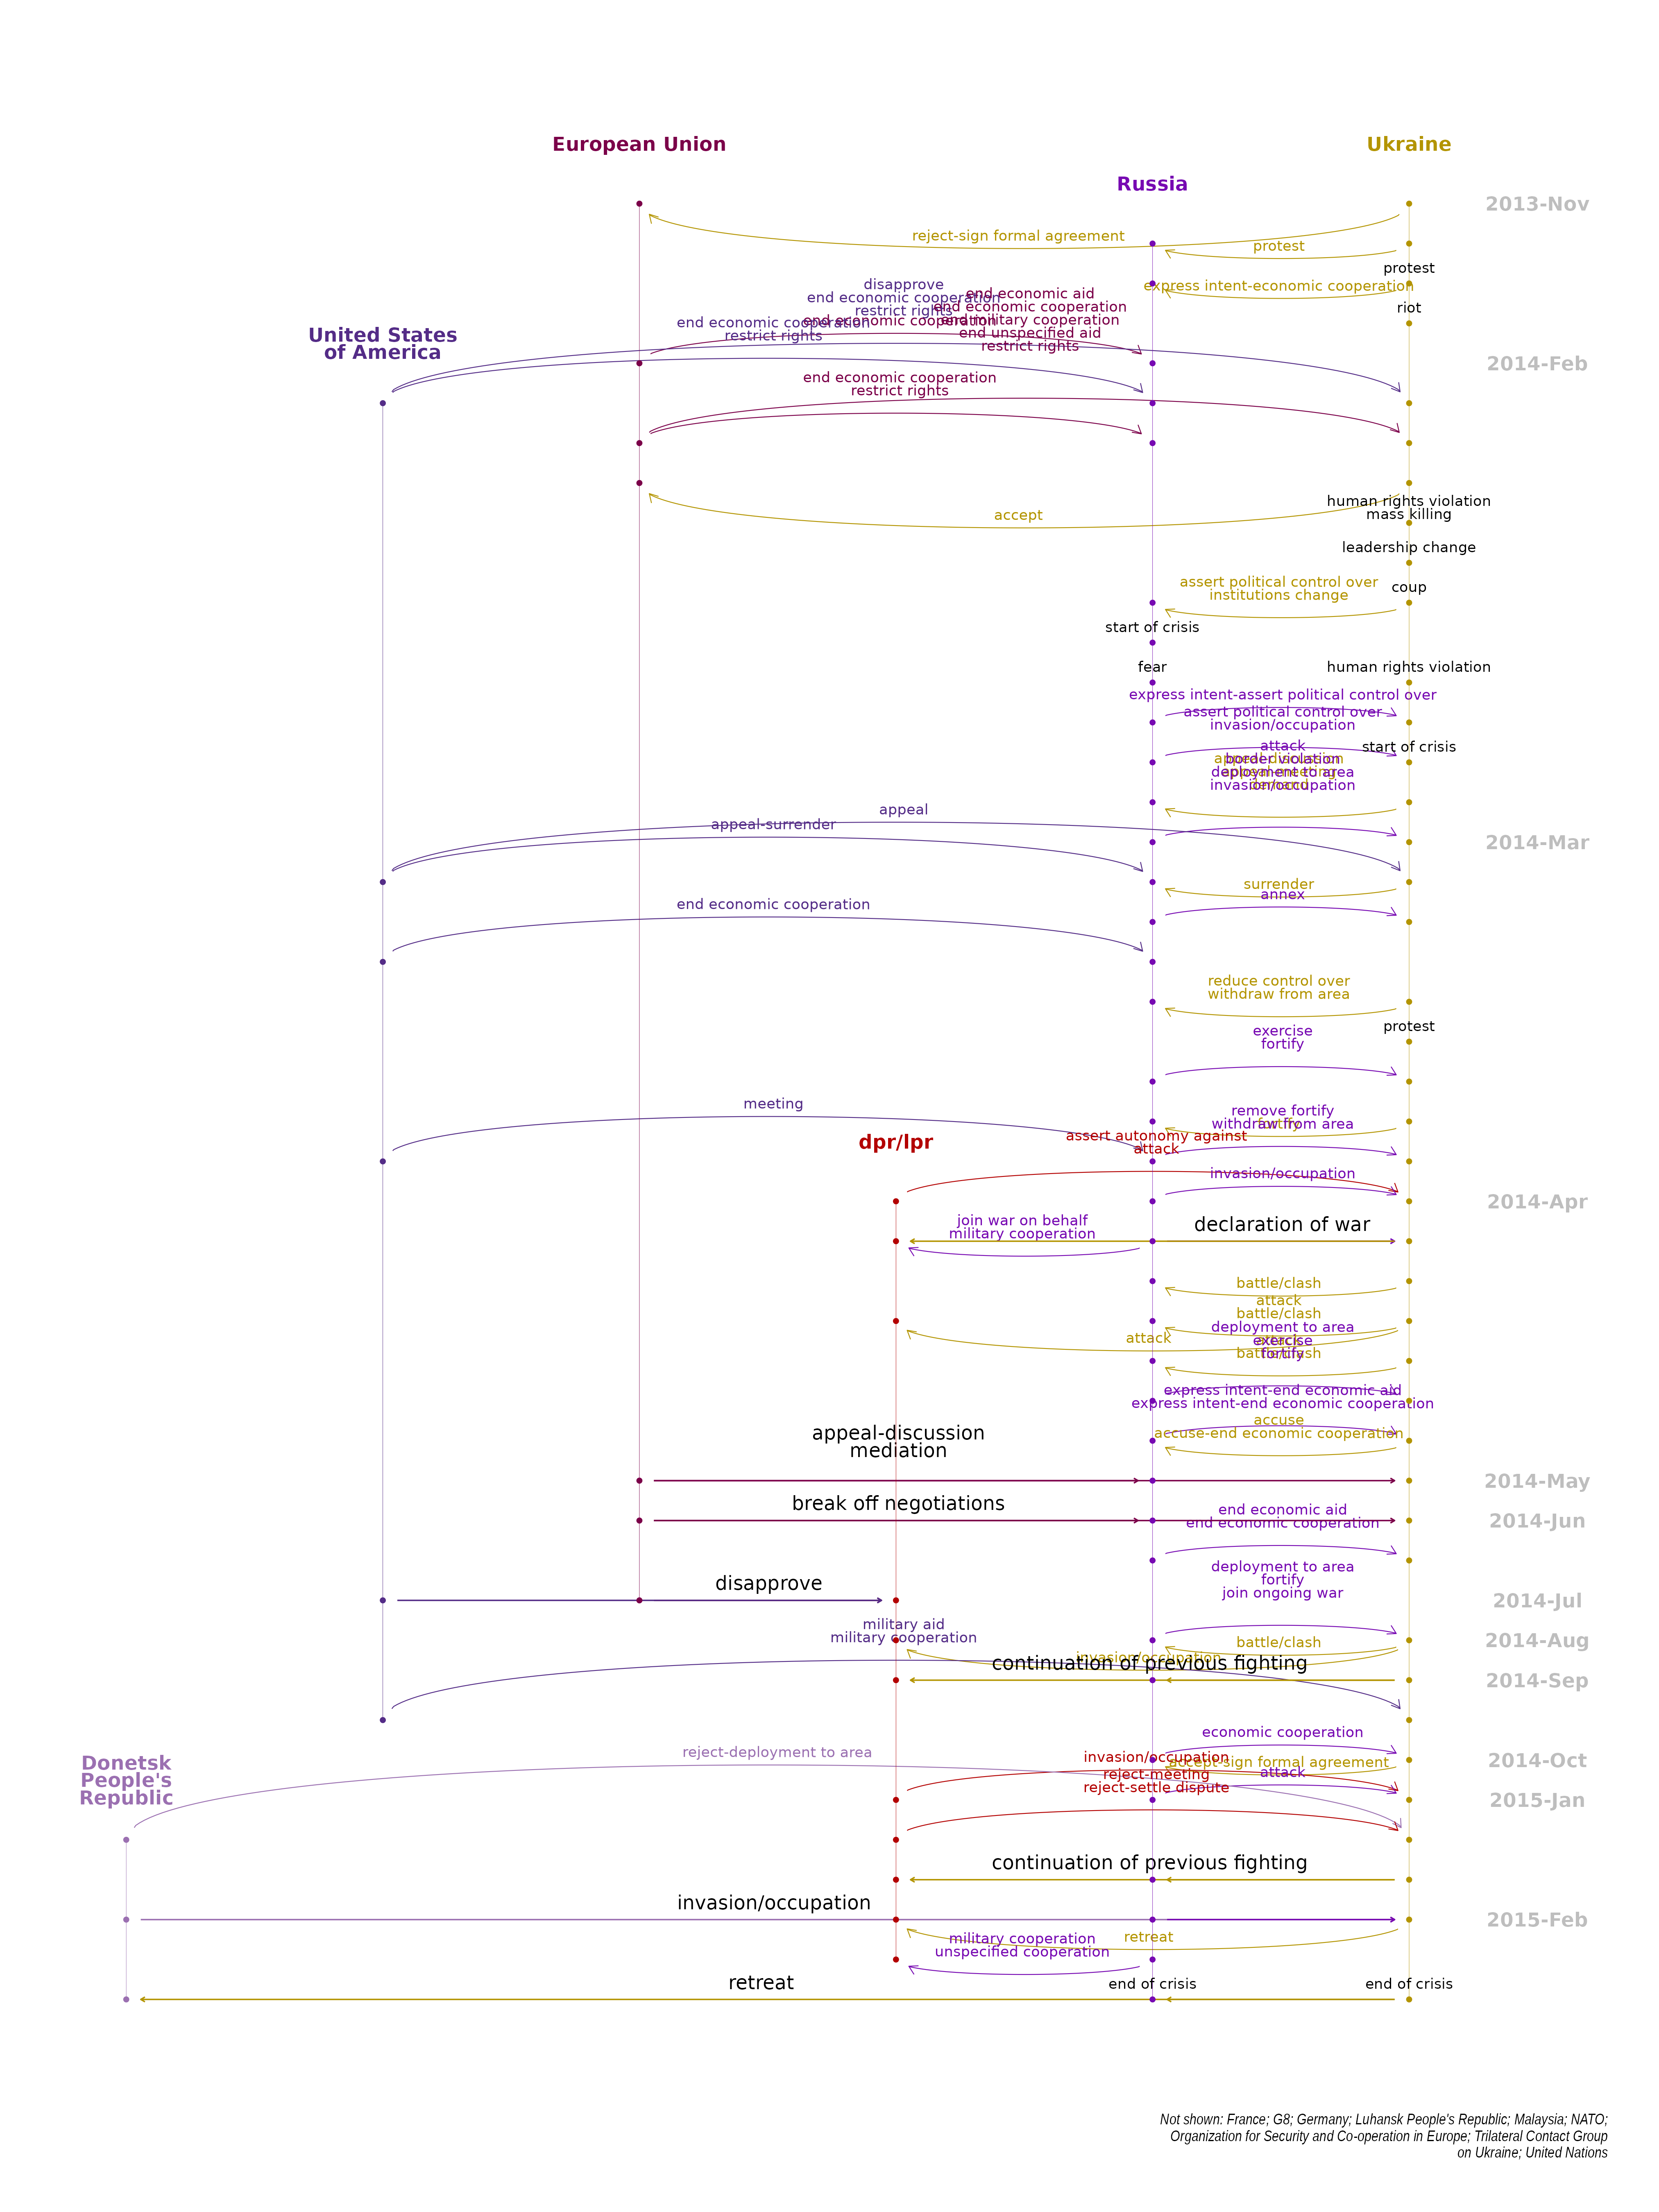 European Union
Ukraine
Russia
2013-Nov
reject-sign formal agreement
protest
protest
express intent-economic cooperation
disapprove
end economic cooperation
restrict rights
end economic aid
end economic cooperation
end military cooperation
end unspecified aid
restrict rights
riot
end economic cooperation
restrict rights
end economic cooperation
United States
of America
2014-Feb
end economic cooperation
restrict rights
human rights violation
mass killing
accept
leadership change
assert political control over
institutions change
coup
start of crisis
fear
human rights violation
express intent-assert political control over
assert political control over
invasion/occupation
start of crisis
attack
border violation
deployment to area
invasion/occupation
appeal-discussion
appeal-meeting
demand
appeal
appeal-surrender
2014-Mar
surrender
annex
end economic cooperation
reduce control over
withdraw from area
protest
exercise
fortify
meeting
remove fortify
withdraw from area
fortify
dpr/lpr
assert autonomy against
attack
invasion/occupation
2014-Apr
join war on behalf
military cooperation
declaration of war
battle/clash
attack
battle/clash
deployment to area
exercise
fortify
attack
attack
battle/clash
express intent-end economic aid
express intent-end economic cooperation
accuse
accuse-end economic cooperation
appeal-discussion
mediation
2014-May
break off negotiations
end economic aid
end economic cooperation
2014-Jun
deployment to area
fortify
join ongoing war
disapprove
2014-Jul
military aid
military cooperation
battle/clash
2014-Aug
invasion/occupation
continuation of previous fighting
2014-Sep
economic cooperation
reject-deployment to area
invasion/occupation
accept-sign formal agreement
2014-Oct
Donetsk
People's
Republic
attack
reject-meeting
reject-settle dispute
2015-Jan
continuation of previous fighting
invasion/occupation
2015-Feb
retreat
military cooperation
unspecified cooperation
retreat
end of crisis
end of crisis
Not shown: France; G8; Germany; Luhansk People's Republic; Malaysia; NATO;
Organization for Security and Co-operation in Europe; Trilateral Contact Group
on Ukraine; United Nations